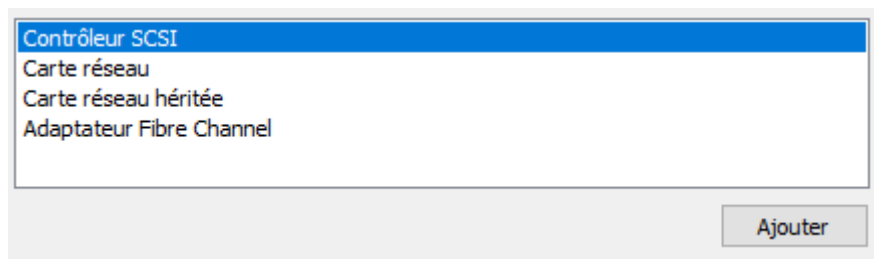 Contrôleur SCSI
Carte réseau
Carte réseau héritée
Adaptateur Fibre Channel
Ajouter